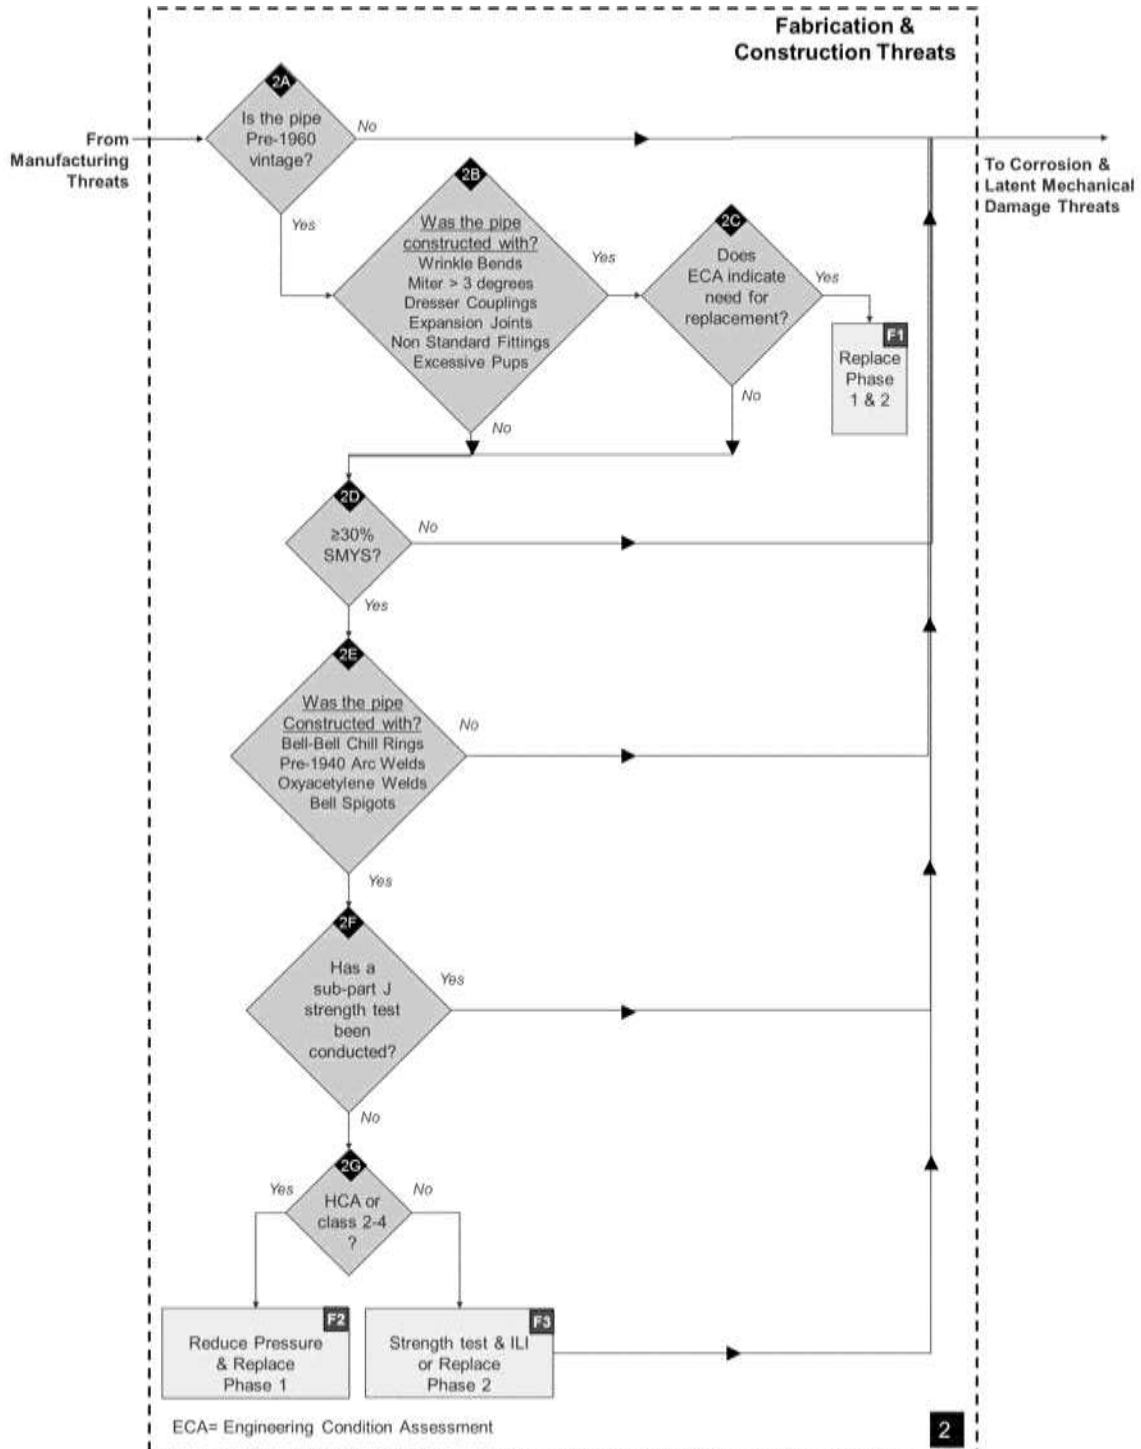 Fabrication &
Construction Threats
2A
Is the pipe
Pre-1960
vintage?
No
Yes
From
Manufacturing
Threats
To Corrosion &
Latent Mechanical
Damage Threats
2B
Was the pipe
constructed with?
Wrinkle Bends
Miter > 3 degrees
Dresser Couplings
Expansion Joints
Non Standard Fittings
Excessive Pups
Yes
No
2C
Does
ECA indicate
need for
replacement?
Yes
No
F1
Replace
Phase
1 & 2
2D
≥30%
SMYS?
No
Yes
2E
Was the pipe
Constructed with?
Bell-Bell Chill Rings
Pre-1940 Arc Welds
Oxyacetylene Welds
Bell Spigots
No
Yes
2F
Has a
sub-part J
strength test
been
conducted?
Yes
No
2G
HCA or
class 2-4
?
Yes
No
F2
Reduce Pressure
& Replace
Phase 1
F3
Strength test & ILI
or Replace
Phase 2
ECA= Engineering Condition Assessment
2